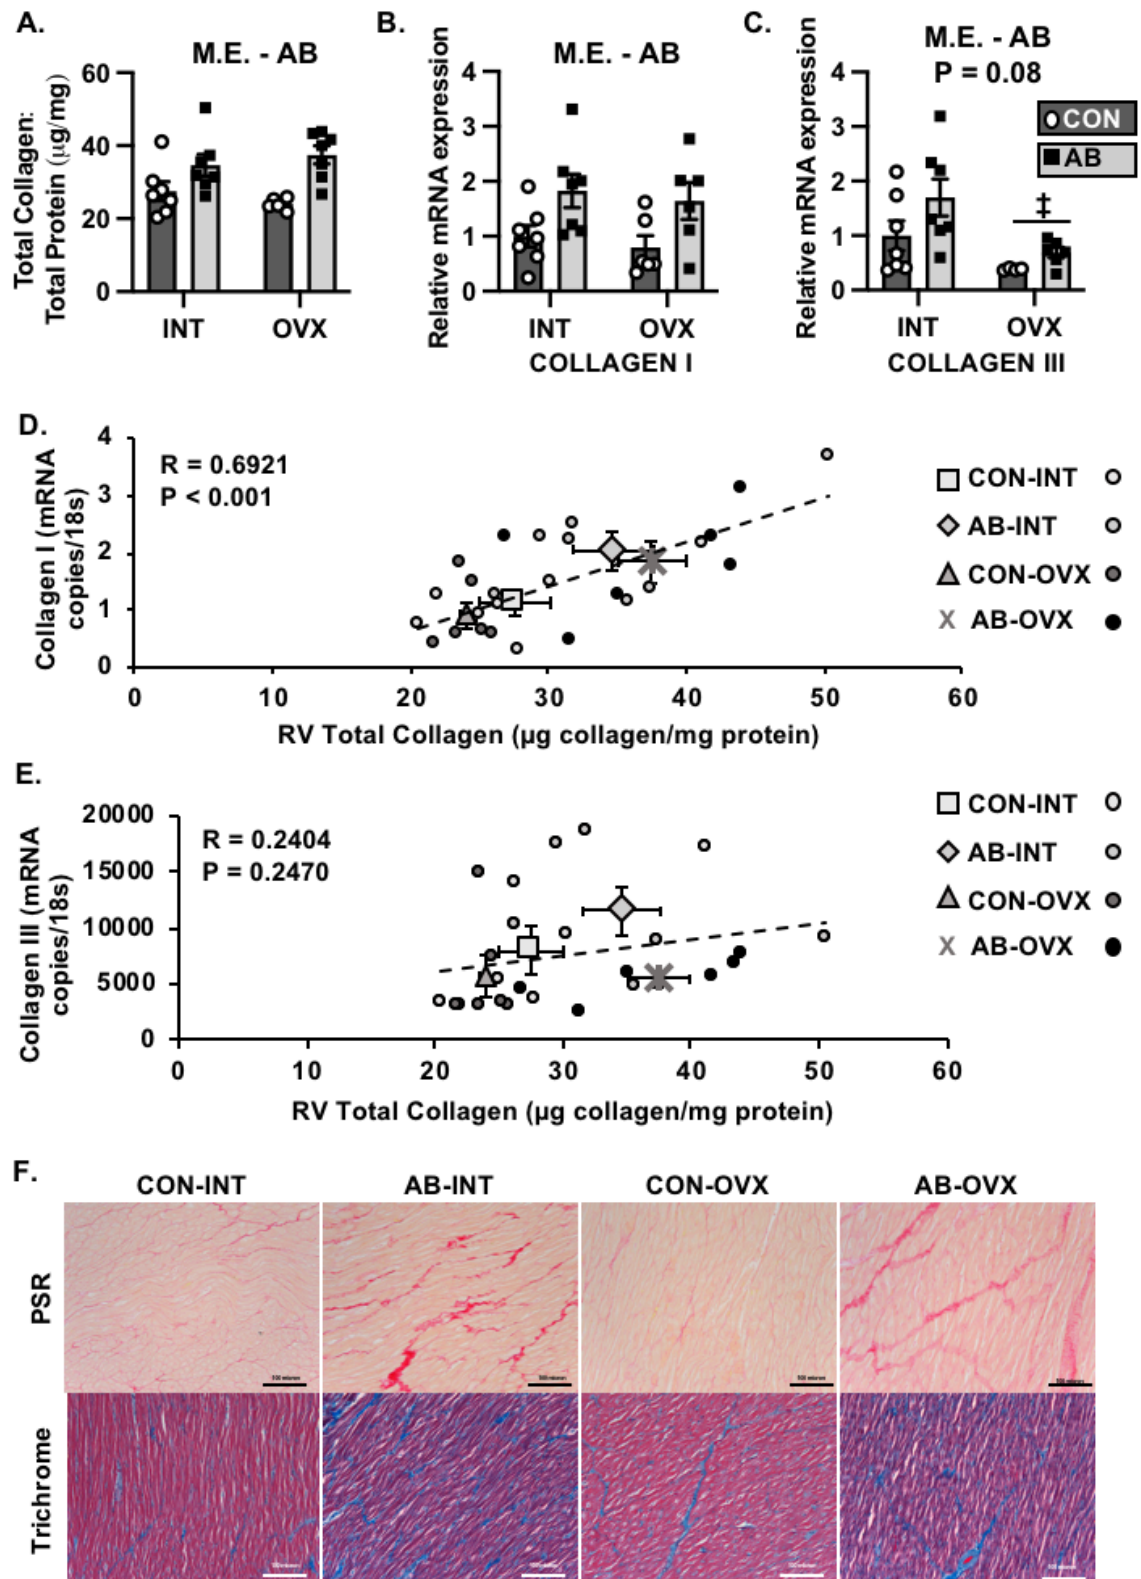 A.
M.E. - AB
Total Collagen:
Total Protein (µg/mg)
60
40
20
0
INT
OVX
B.
M.E. - AB
Relative mRNA expression
4
3
2
1
0
INT
OVX
COLLAGEN I
C.
M.E. - AB
P = 0.08
Relative mRNA expression
4
3
2
1
0
‡
INT
OVX
COLLAGEN III
CON
AB
D.
R = 0.6921
P < 0.001
Collagen I (mRNA
copies/18s)
4
3
2
1
0
0 10 20 30 40 50 60
RV Total Collagen (µg collagen/mg protein)
CON-INT
AB-INT
CON-OVX
X AB-OVX
E.
R = 0.2404
P = 0.2470
Collagen III (mRNA
copies/18s)
20000
15000
10000
5000
0
0 10 20 30 40 50 60
RV Total Collagen (µg collagen/mg protein)
CON-INT
AB-INT
CON-OVX
X AB-OVX
F.
CON-INT AB-INT CON-OVX AB-OVX
PSR
Trichrome